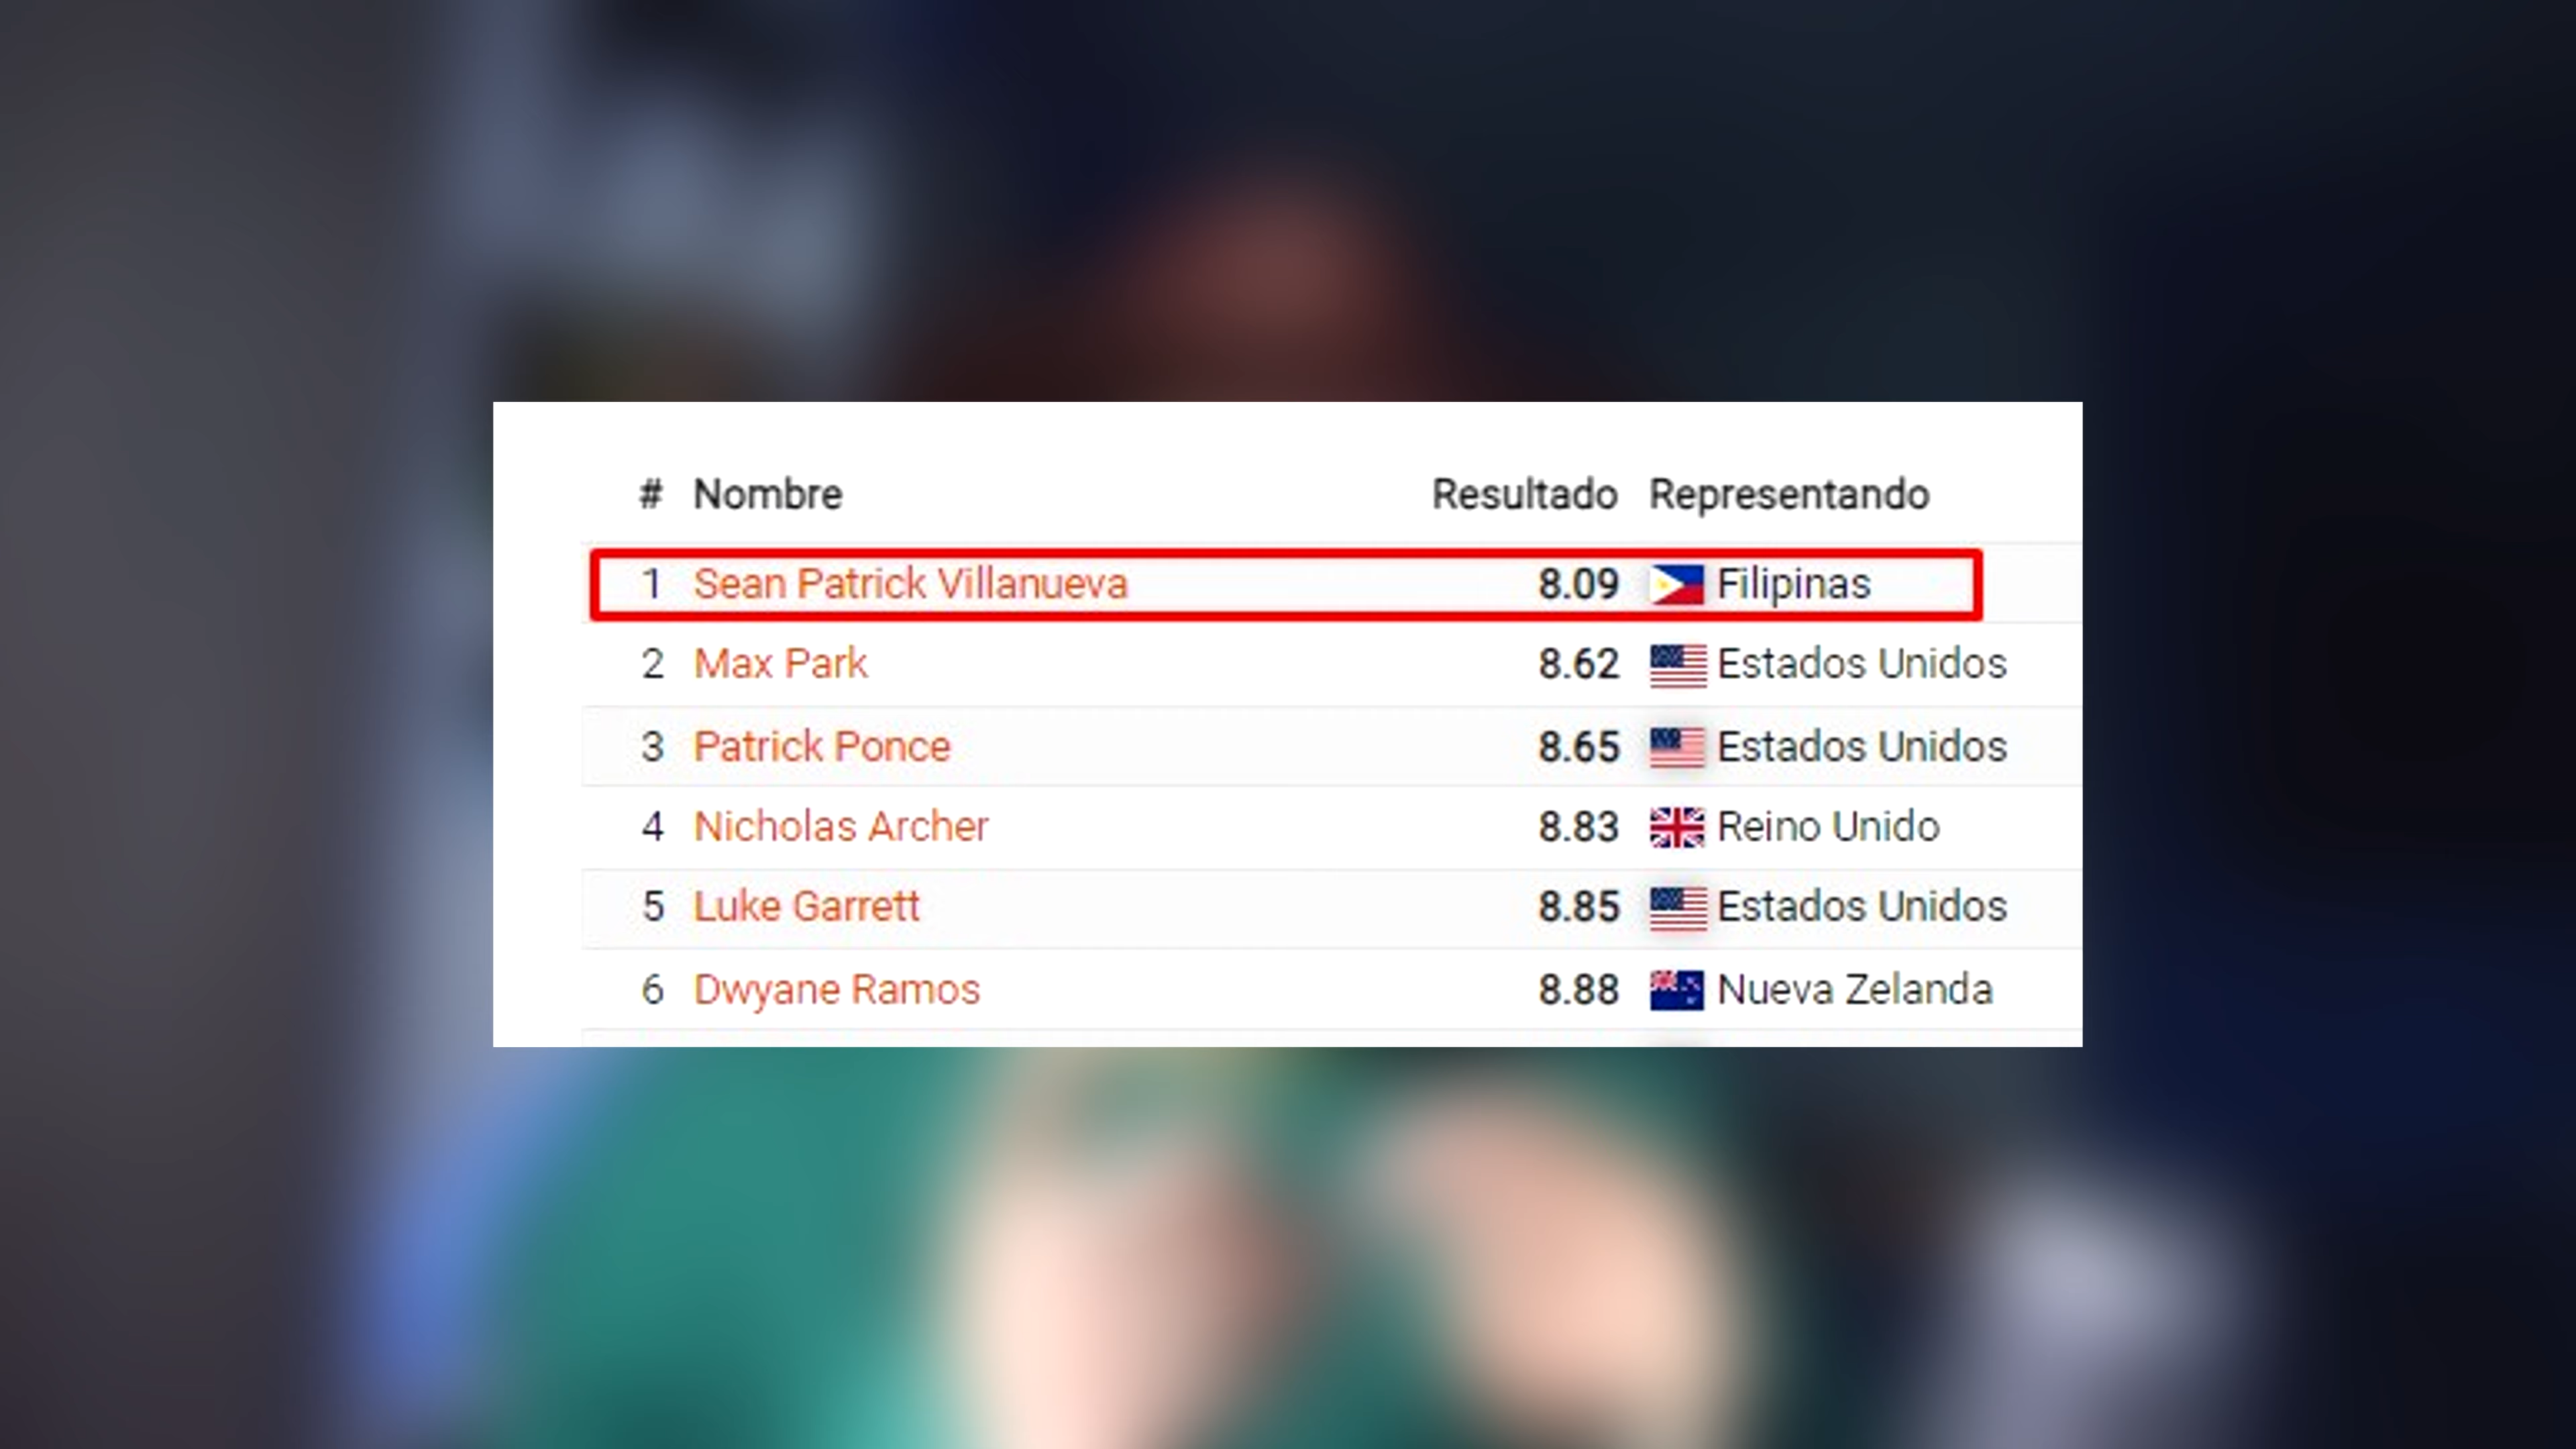 # Nombre Resultado Representando
1 Sean Patrick Villanueva 8.09 Filipinas
2 Max Park 8.62 Estados Unidos
3 Patrick Ponce 8.65 Estados Unidos
4 Nicholas Archer 8.83 Reino Unido
5 Luke Garrett 8.85 Estados Unidos
6 Dwyane Ramos 8.88 Nueva Zelanda